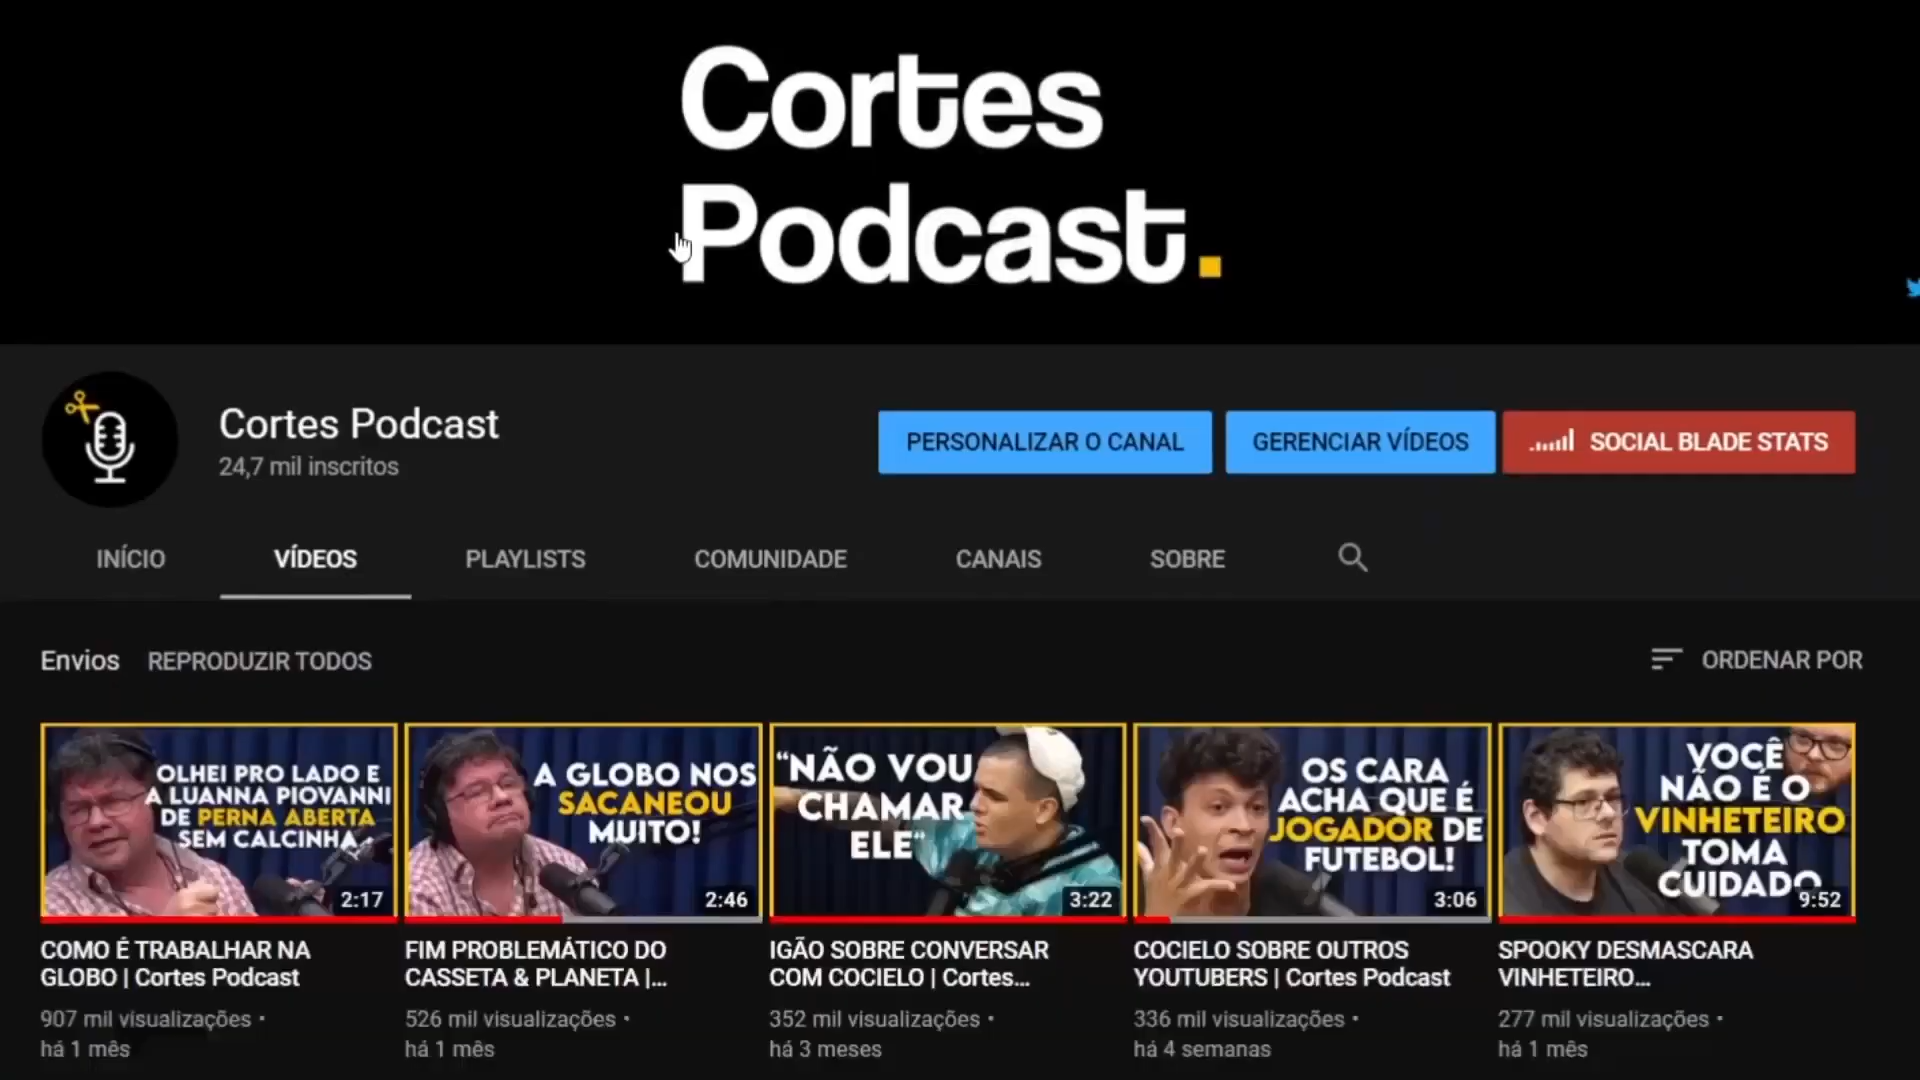 Cortes
Podcast.
Cortes Podcast
24,7 mil inscritos
PERSONALIZAR O CANAL
GERENCIAR VÍDEOS
SOCIAL BLADE STATS
INÍCIO
VÍDEOS
PLAYLISTS
COMUNIDADE
CANAIS
SOBRE
Envios
REPRODUZIR TODOS
ORDENAR POR
OLHEI PRO LADO E
A LUANNA PIOVANNI
DE PERNA ABERTA
SEM CALCINHA
2:17
COMO É TRABALHAR NA
GLOBO | Cortes Podcast
907 mil visualizações •
há 1 mês
A GLOBO NOS
SACANEOU
MUITO!
2:46
FIM PROBLEMÁTICO DO
CASSETA & PLANETA |...
526 mil visualizações •
há 1 mês
“NÃO VOU
CHAMAR
ELE“
3:22
IGÃO SOBRE CONVERSAR
COM COCIELO | Cortes...
352 mil visualizações •
há 3 meses
OS CARA
ACHA QUE É
JOGADOR DE
FUTEBOL!
3:06
COCIELO SOBRE OUTROS
YOUTUBERS | Cortes Podcast
336 mil visualizações •
há 4 semanas
VOCÊ
NÃO É O
VINHETEIRO
TOMA
CUIDADO
9:52
SPOOKY DESMASCARA
VINHETEIRO...
277 mil visualizações •
há 1 mês